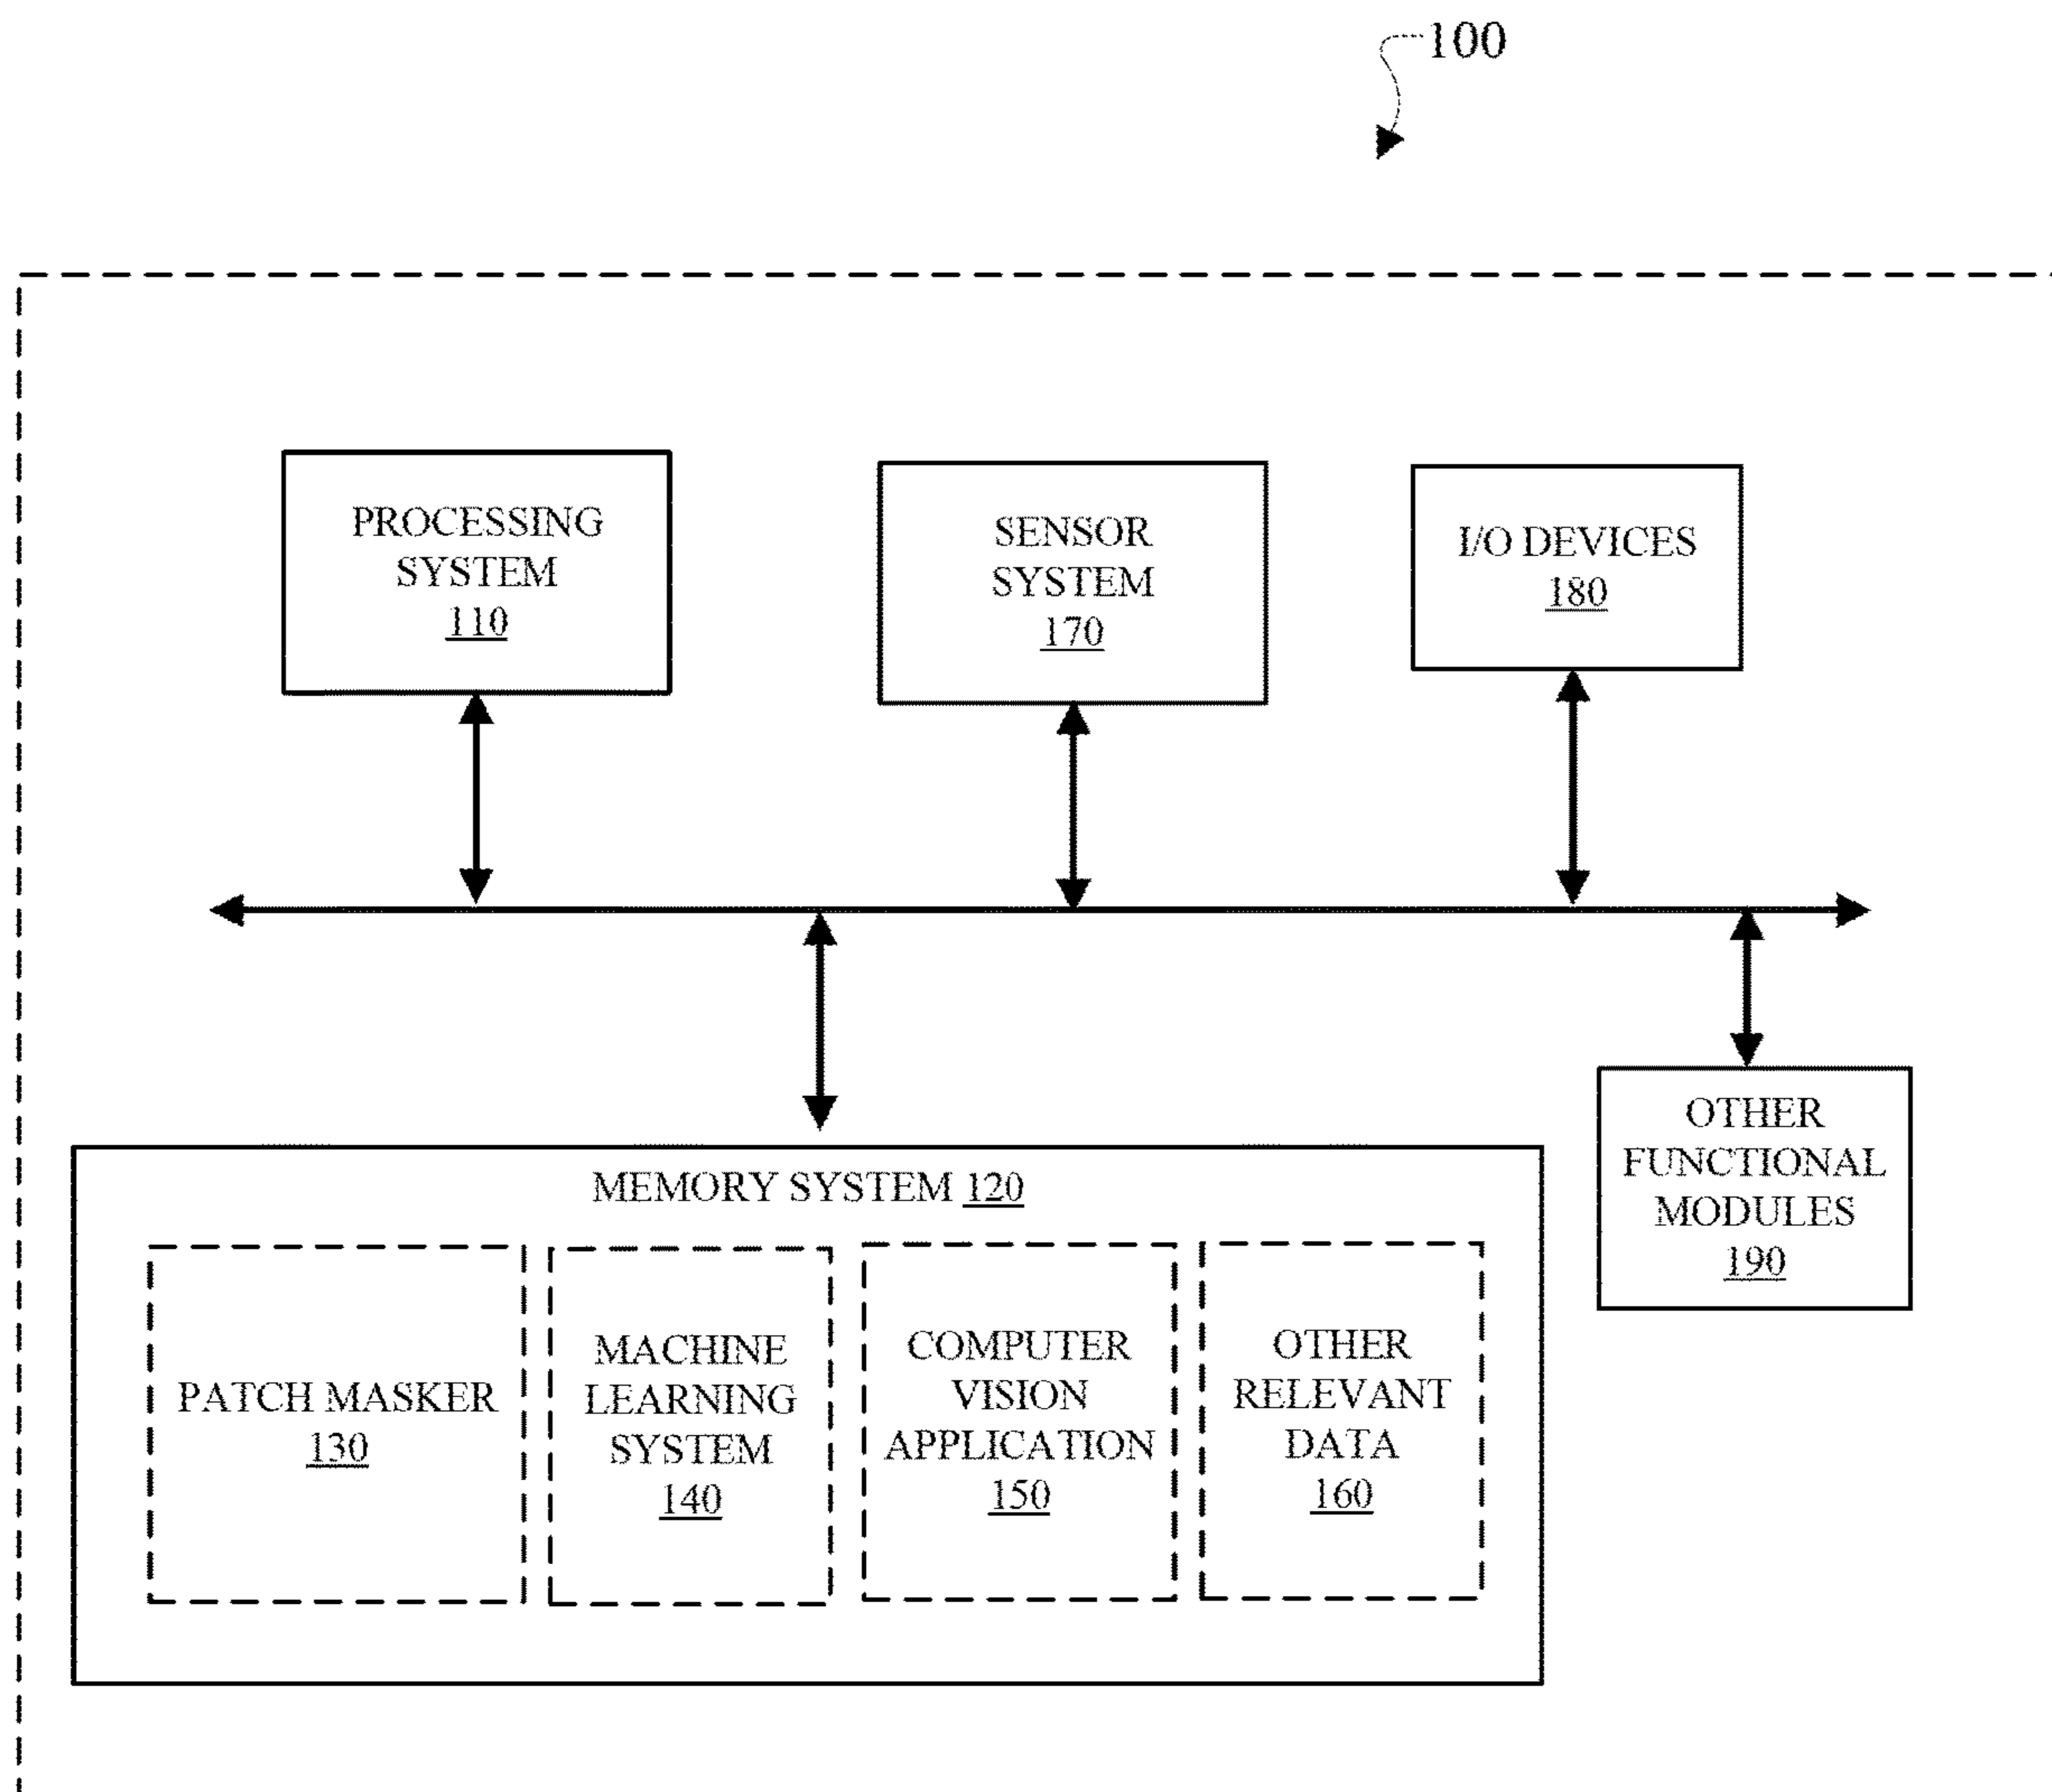 100
PROCESSING
SYSTEM
110
SENSOR
SYSTEM
170
I/O DEVICES
180
MEMORY SYSTEM 120
PATCH MASKER
130
MACHINE
LEARNING
SYSTEM
140
COMPUTER
VISION
APPLICATION
150
OTHER
RELEVANT
DATA
160
OTHER
FUNCTIONAL
MODULES
190